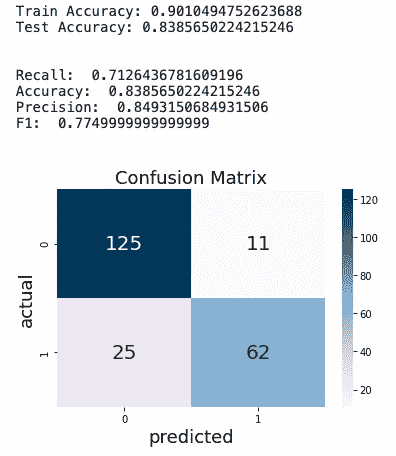 Train Accuracy: 0.9010494752623688
Test Accuracy: 0.8385650224215246
Recall:  0.7126436781609196
Accuracy:  0.8385650224215246
Precision:  0.8493150684931506
F1:  0.7749999999999999
Confusion Matrix
120
100
80
60
40
20
actual
0
125
11
1
25
62
0
1
predicted